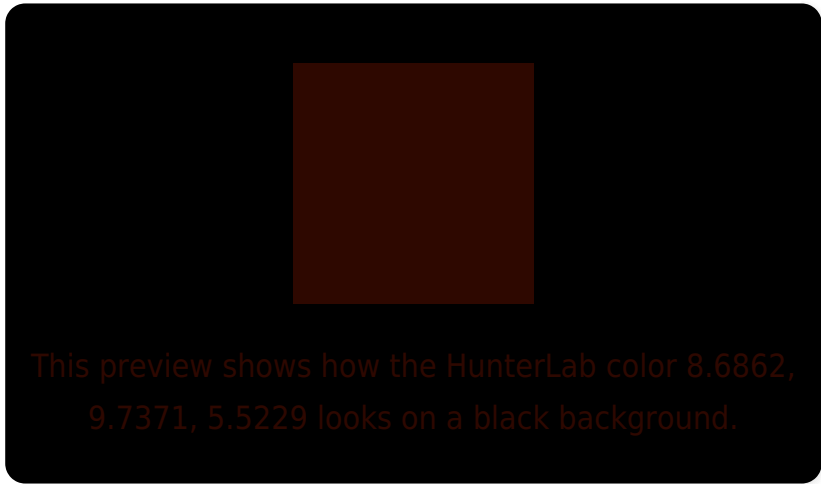 This preview shows how the HunterLab color 8.6862,
9.7371, 5.5229 looks on a black background.